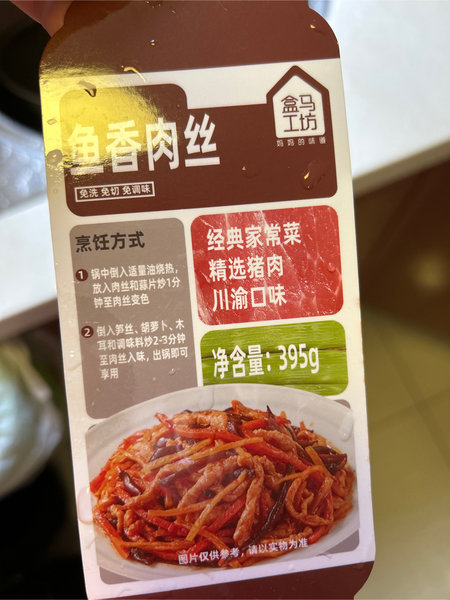 盒马
工坊
妈妈的味道
鱼香肉丝
免洗 免切 免调味
烹饪方式
1 锅中倒入适量油烧热,
放入肉丝和蒜片炒1分
钟至肉丝变色
2 倒入笋丝、胡萝卜、木
耳和调味料炒2-3分钟
至肉丝入味，出锅即可
享用
经典家常菜
精选猪肉
川渝口味
净含量：395g
图片仅供参考，请以实物为准